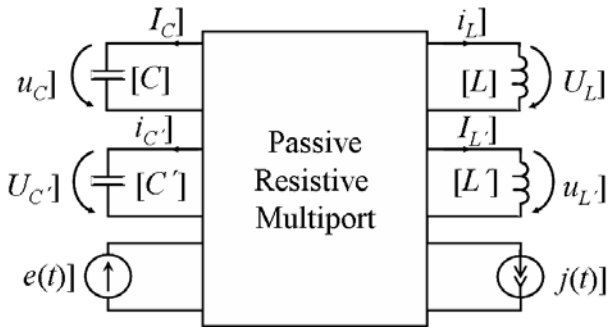 I_C] i_L]
u_C] [C] [L] U_L]
i_C'] Passive I_L']
U_C'] [C'] Resistive [L'] u_L']
Multiport
e(t)] j(t)]